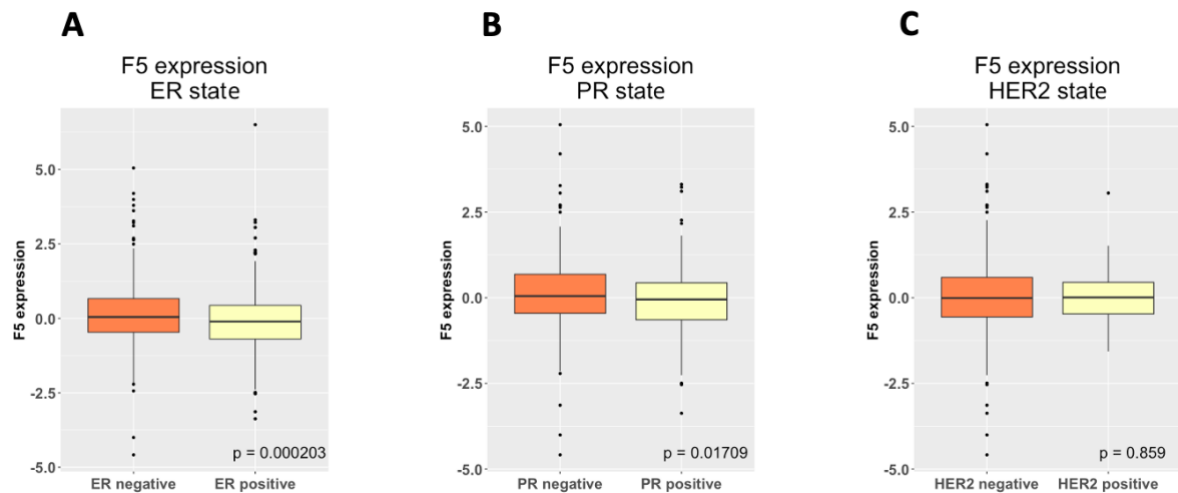 A
F5 expression
ER state
F5 expression
5.0
2.5
0.0
-2.5
-5.0
p = 0.000203
ER negative
ER positive
B
F5 expression
PR state
F5 expression
5.0
2.5
0.0
-2.5
-5.0
p = 0.01709
PR negative
PR positive
C
F5 expression
HER2 state
F5 expression
5.0
2.5
0.0
-2.5
-5.0
p = 0.859
HER2 negative
HER2 positive